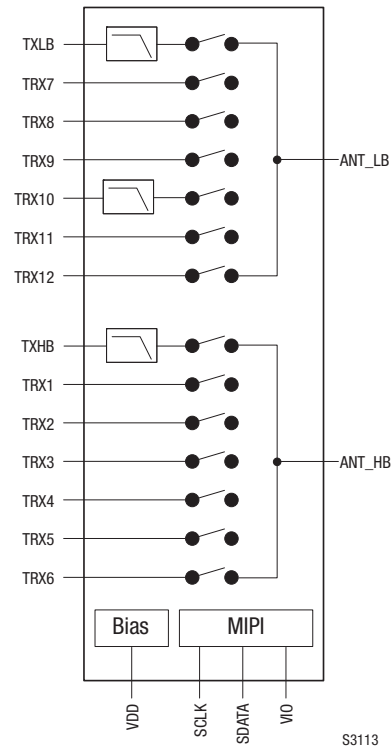 TXLB
TRX7
TRX8
TRX9
ANT_LB
TRX10
TRX11
TRX12
TXHB
TRX1
TRX2
TRX3
ANT_HB
TRX4
TRX5
TRX6
Bias
MIPI
VDD
SCLK
SDATA
VIO
S3113